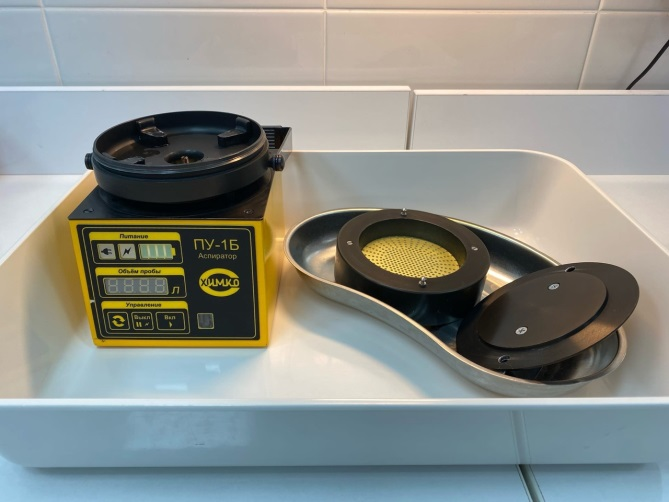 Питание
ПУ-1Б
Аспиратор
Объём пробы
8888 л
ХИМКО
Управление
Выкл
Вкл